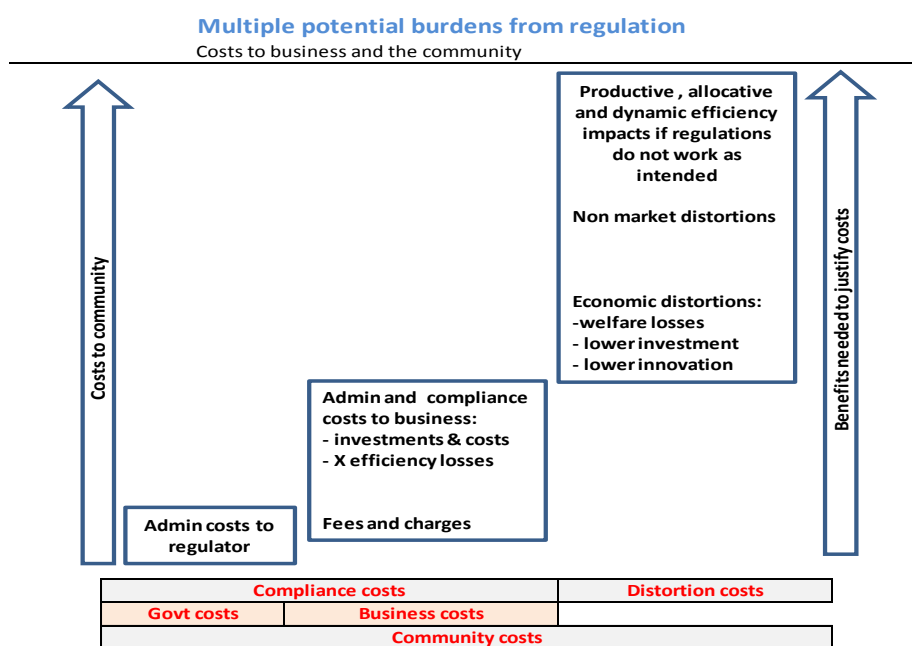 Multiple potential burdens from regulation
Costs to business and the community
Costs to community
Productive , allocative
and dynamic efficiency
impacts if regulations
do not work as
intended
Non market distortions
Economic distortions:
-welfare losses
- lower investment
- lower innovation
Benefits needed to justify costs
Admin and compliance
costs to business:
- investments & costs
- X efficiency losses
Fees and charges
Admin costs to
regulator
Compliance costs
Distortion costs
Govt costs
Business costs
Community costs